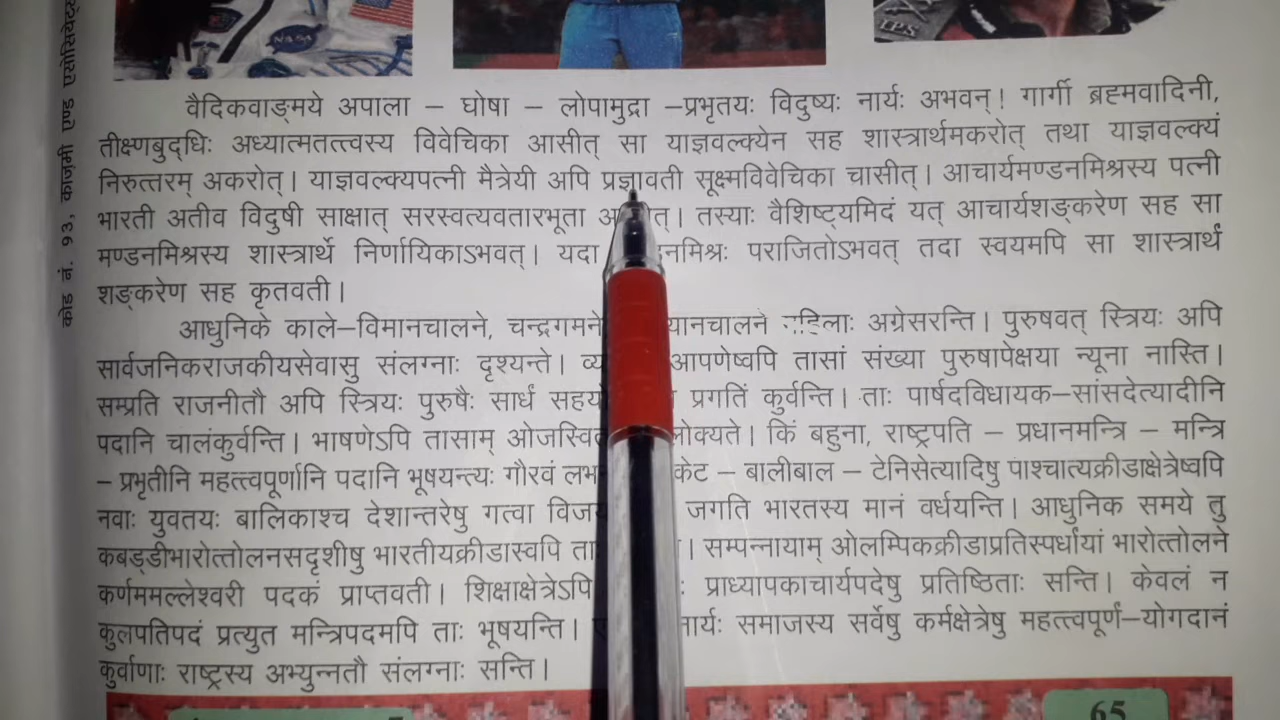 NASA
IPS
कोड नं. 93, काज़मी एण्ड एसोसियेट
वैदिकवाङ्मये अपाला – घोषा – लोपामुद्रा –प्रभृतयः विदुष्यः नार्यः अभवन्! गार्गी ब्रह्मवादिनी,
तीक्ष्णबुद्धिः अध्यात्मतत्त्वस्य विवेचिका आसीत् सा याज्ञवल्क्येन सह शास्त्रार्थमकरोत् तथा याज्ञवल्क्यं
निरुत्तरम् अकरोत्। याज्ञवल्क्यपत्नी मैत्रेयी अपि प्रज्ञावती सूक्ष्मविवेचिका चासीत्। आचार्यमण्डनमिश्रस्य पत्नी
भारती अतीव विदुषी साक्षात् सरस्वत्यवतारभूता तस्याः वैशिष्ट्यमिदं यत् आचार्यशङ्करेण सह सा
मण्डनमिश्रस्य शास्त्रार्थे निर्णायिकाऽभवत्। यदा नमिश्रः पराजितोऽभवत् तदा स्वयमपि सा शास्त्रार्थं
शङ्करेण सह कृतवती।
आधुनिके काले–विमानचालने, चन्द्रगमने यानचालने महिलाः अग्रेसरन्ति। पुरुषवत् स्त्रियः अपि
सार्वजनिकराजकीयसेवासु संलग्नाः दृश्यन्ते। आपणेष्वपि तासां संख्या पुरुषापेक्षया न्यूना नास्ति।
सम्प्रति राजनीतौ अपि स्त्रियः पुरुषैः सार्धं प्रगतिं कुर्वन्ति। ताः पार्षदविधायक–सांसदेत्यादीनि
पदानि चालंकुर्वन्ति। भाषणेऽपि तासाम् लोक्यते। किं बहुना, राष्ट्रपति – प्रधानमन्त्रि – मन्त्रि
– प्रभृतीनि महत्त्वपूर्णानि पदानि भूषयन्त्यः गौरवं केट – बालीबाल – टेनिसेत्यादिषु पाश्चात्यक्रीडाक्षेत्रेष्वपि
नवाः युवतयः बालिकाश्च देशान्तरेषु गत्वा जगति भारतस्य मानं वर्धयन्ति। आधुनिक समये तु
कबड्डीभारोत्तोलनसदृशीषु भारतीयक्रीडास्वपि । सम्पन्नायाम् ओलम्पिकक्रीडाप्रतिस्पर्धायां भारोत्तोलने
कर्णममल्लेश्वरी पदकं प्राप्तवती। शिक्षाक्षेत्रेऽपि प्राध्यापकाचार्यपदेषु प्रतिष्ठिताः सन्ति। केवलं न
कुलपतिपदं प्रत्युत मन्त्रिपदमपि ताः भूषयन्ति। नार्यः समाजस्य सर्वेषु कर्मक्षेत्रेषु महत्त्वपूर्णं–योगदानं
कुर्वाणाः राष्ट्रस्य अभ्युन्नतौ संलग्नाः सन्ति।
65